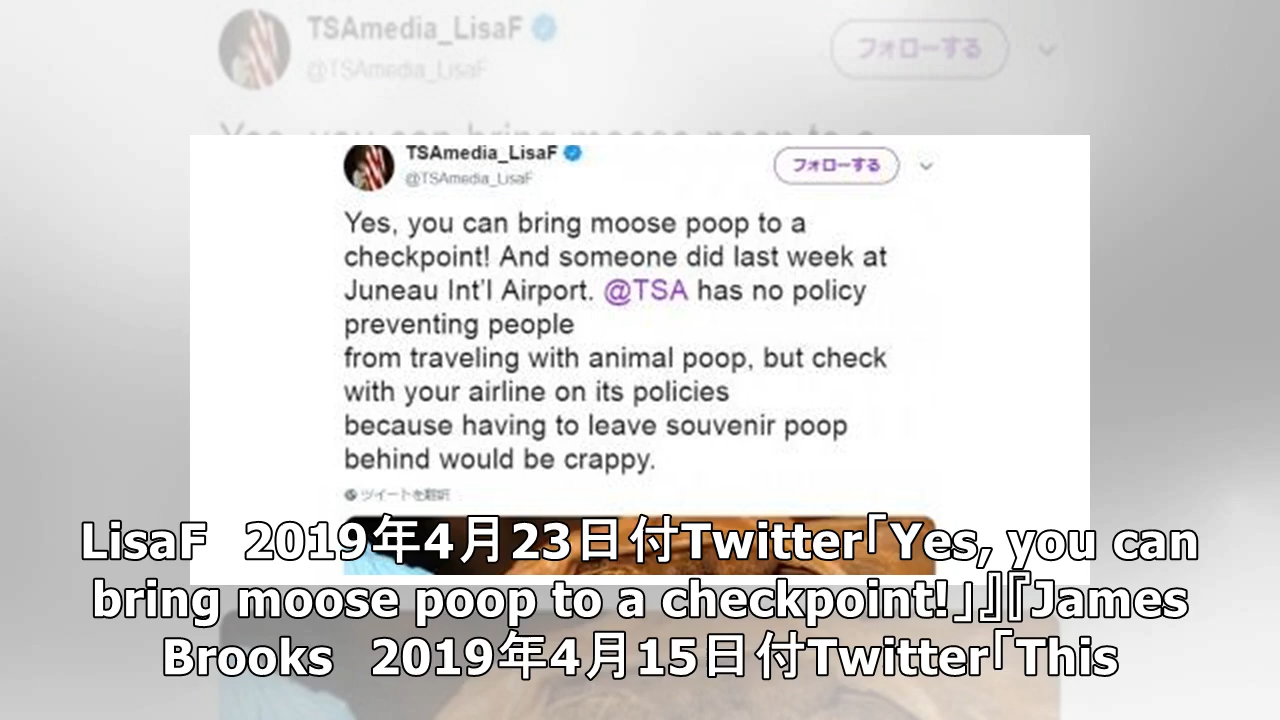 TSAmedia_LisaF
@TSAmedia_LisaF
フォローする
TSAmedia_LisaF
@TSAmedia_LisaF
フォローする
Yes, you can bring moose poop to a
checkpoint! And someone did last week at
Juneau Int'l Airport. @TSA has no policy
preventing people
from traveling with animal poop, but check
with your airline on its policies
because having to leave souvenir poop
behind would be crappy.
ツイートを翻訳
LisaF 2019年4月23日付Twitter「Yes, you can
bring moose poop to a checkpoint!」』『James
Brooks 2019年4月15日付Twitter「This